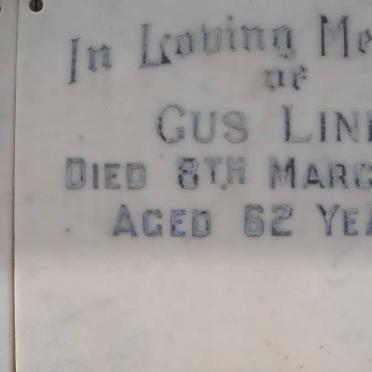 In Loving Me
of
GUS LIN
DIED 8TH MARC
AGED 62 YEA